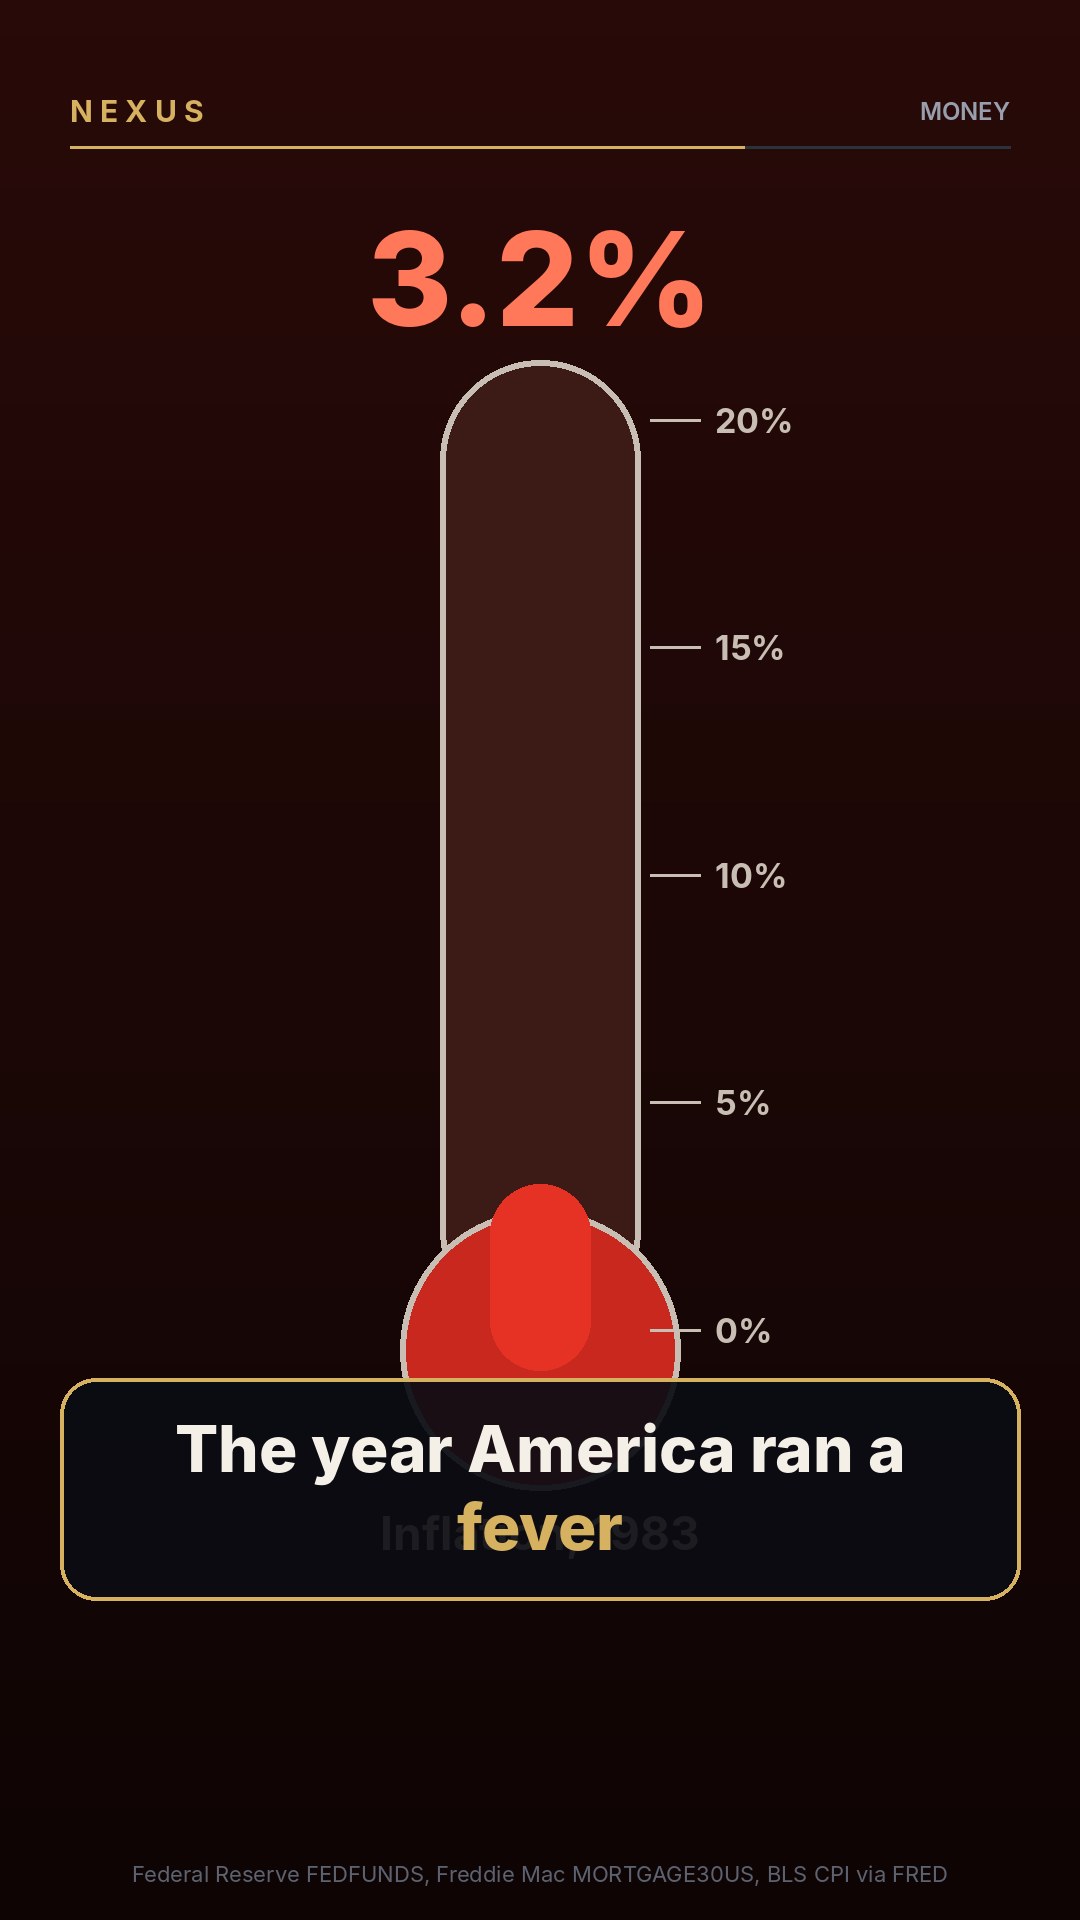 NEXUS
MONEY
3.2%
20%
15%
10%
5%
0%
The year America ran a
fever
Federal Reserve FEDFUNDS, Freddie Mac MORTGAGE30US, BLS CPI via FRED